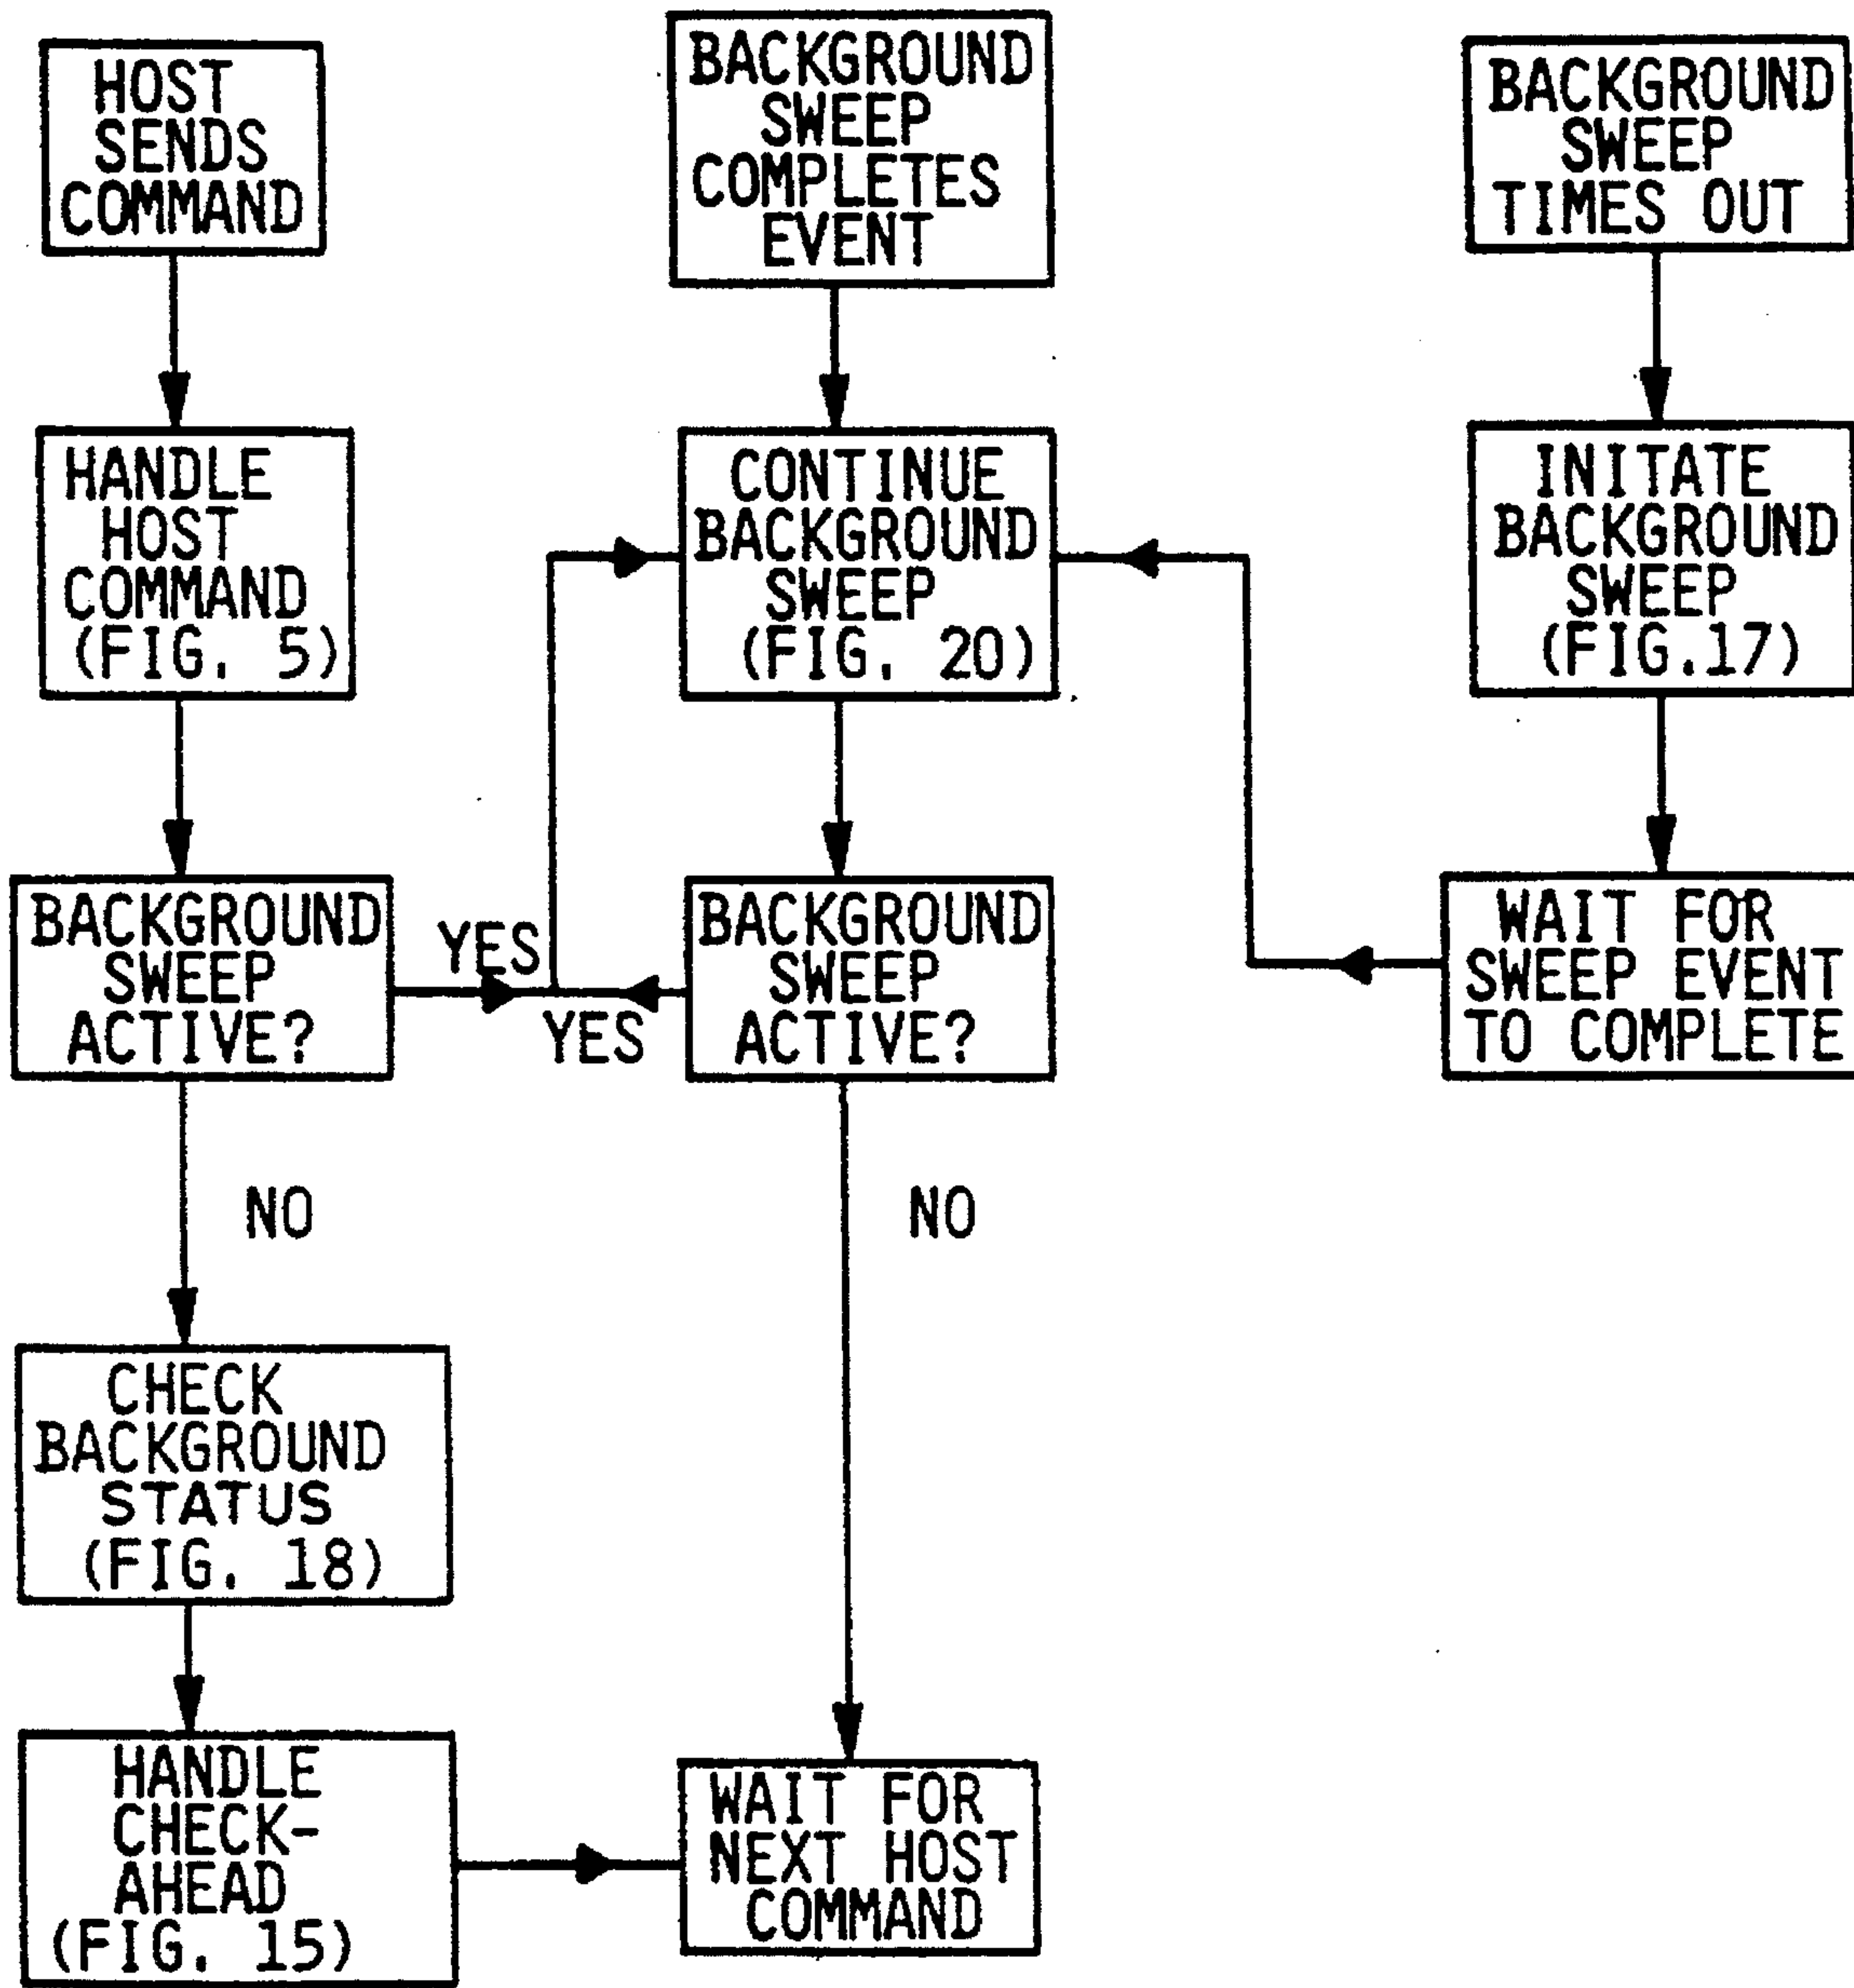 HOST
SENDS
COMMAND
BACKGROUND
SWEEP
COMPLETES
EVENT
BACKGROUND
SWEEP
TIMES OUT
HANDLE
HOST
COMMAND
(FIG. 5)
CONTINUE
BACKGROUND
SWEEP
(FIG. 20)
INITATE
BACKGROUND
SWEEP
(FIG.17)
BACKGROUND
SWEEP
ACTIVE?
YES
YES
BACKGROUND
SWEEP
ACTIVE?
WAIT FOR
SWEEP EVENT
TO COMPLETE
NO
NO
CHECK
BACKGROUND
STATUS
(FIG. 18)
HANDLE
CHECK-
AHEAD
(FIG. 15)
WAIT FOR
NEXT HOST
COMMAND